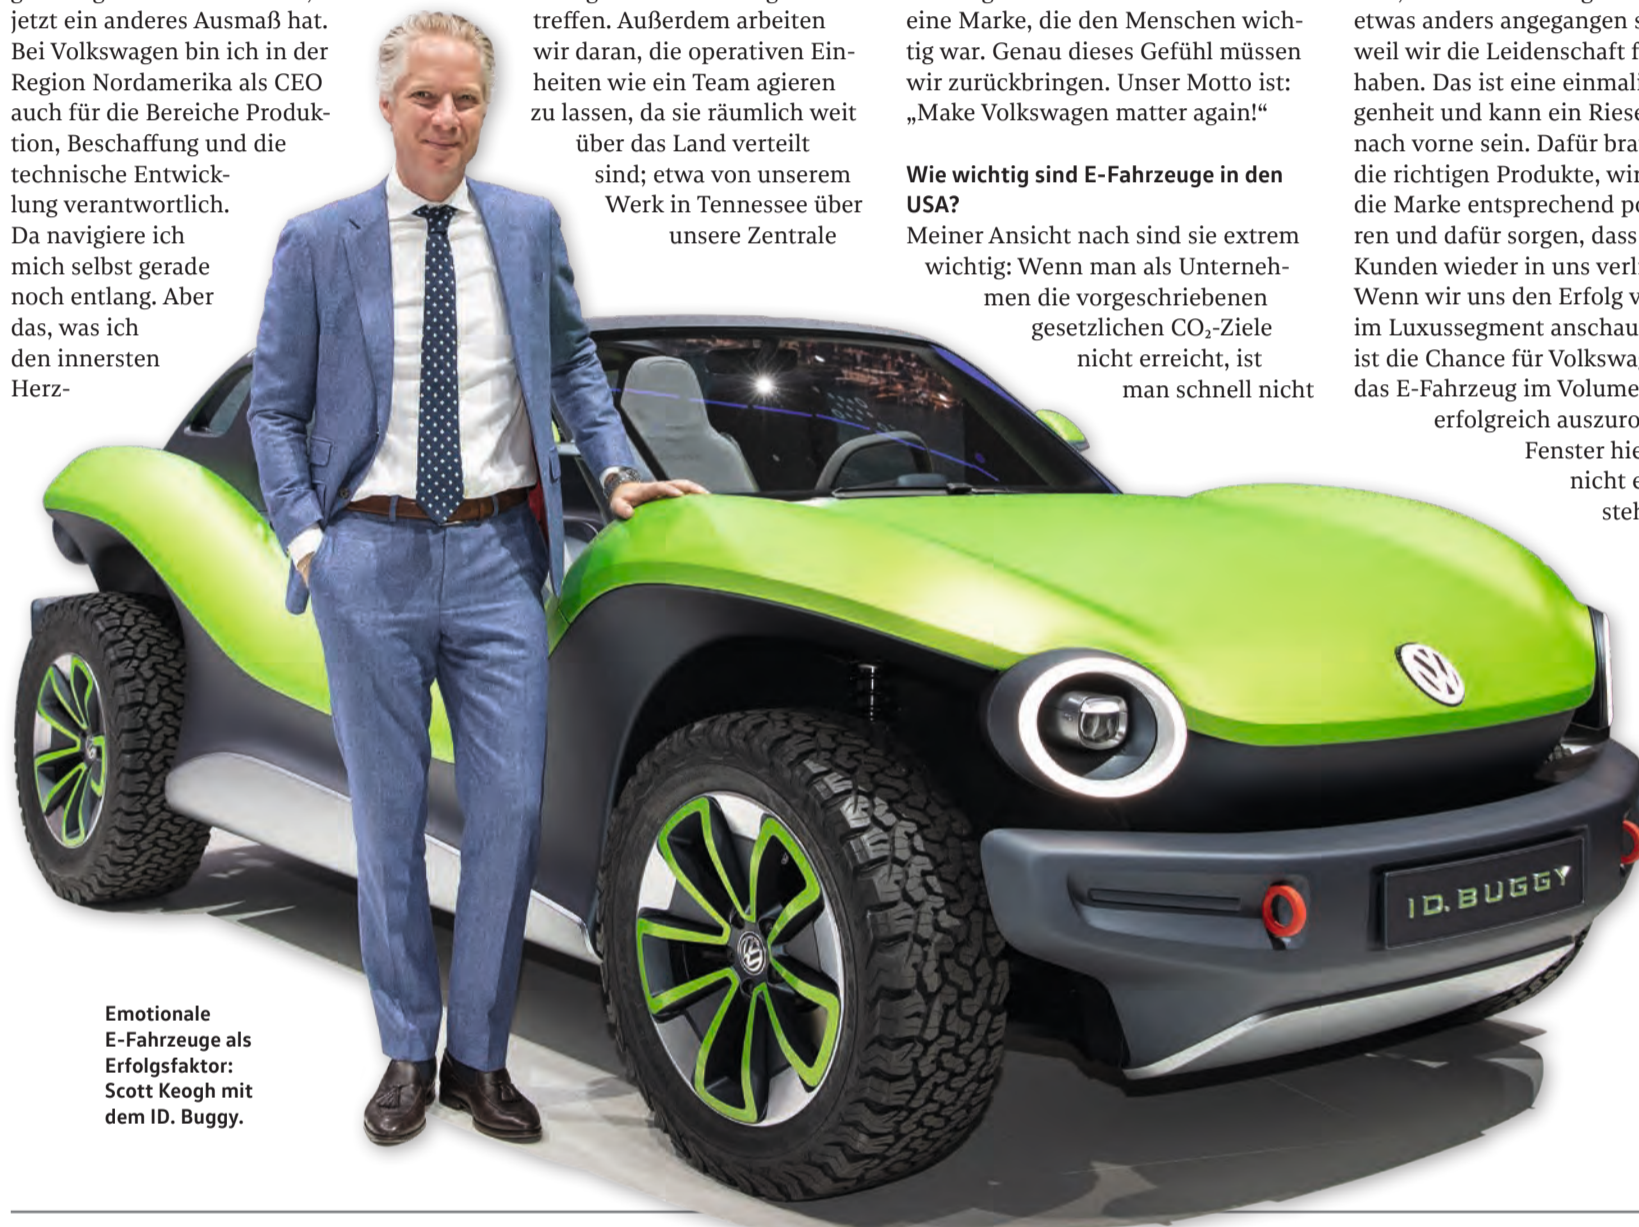 jetzt ein anderes Ausmaß hat.
Bei Volkswagen bin ich in der
Region Nordamerika als CEO
auch für die Bereiche Produk-
tion, Beschaffung und die
technische Entwick-
lung verantwortlich.
Da navigiere ich
mich selbst gerade
noch entlang. Aber
das, was ich
den innersten
Herz-
treffen. Außerdem arbeiten
wir daran, die operativen Ein-
heiten wie ein Team agieren
zu lassen, da sie räumlich weit
über das Land verteilt
sind; etwa von unserem
Werk in Tennessee über
unsere Zentrale
eine Marke, die den Menschen wich-
tig war. Genau dieses Gefühl müssen
wir zurückbringen. Unser Motto ist:
„Make Volkswagen matter again!“
Wie wichtig sind E-Fahrzeuge in den
USA?
Meiner Ansicht nach sind sie extrem
wichtig: Wenn man als Unterneh-
men die vorgeschriebenen
gesetzlichen CO₂-Ziele
nicht erreicht, ist
man schnell nicht
etwas anders angegangen
weil wir die Leidenschaft
haben. Das ist eine
genheit und kann ein
nach vorne sein. Dafür
die richtigen Produkte,
die Marke entsprechend
ren und dafür sorgen, dass
Kunden wieder in uns
Wenn wir uns den Erfolg
im Luxussegment
ist die Chance für
das E-Fahrzeug im
erfolgreich
Fenster
nicht
ID. BUGGY
Emotionale
E-Fahrzeuge als
Erfolgsfaktor:
Scott Keogh mit
dem ID. Buggy.